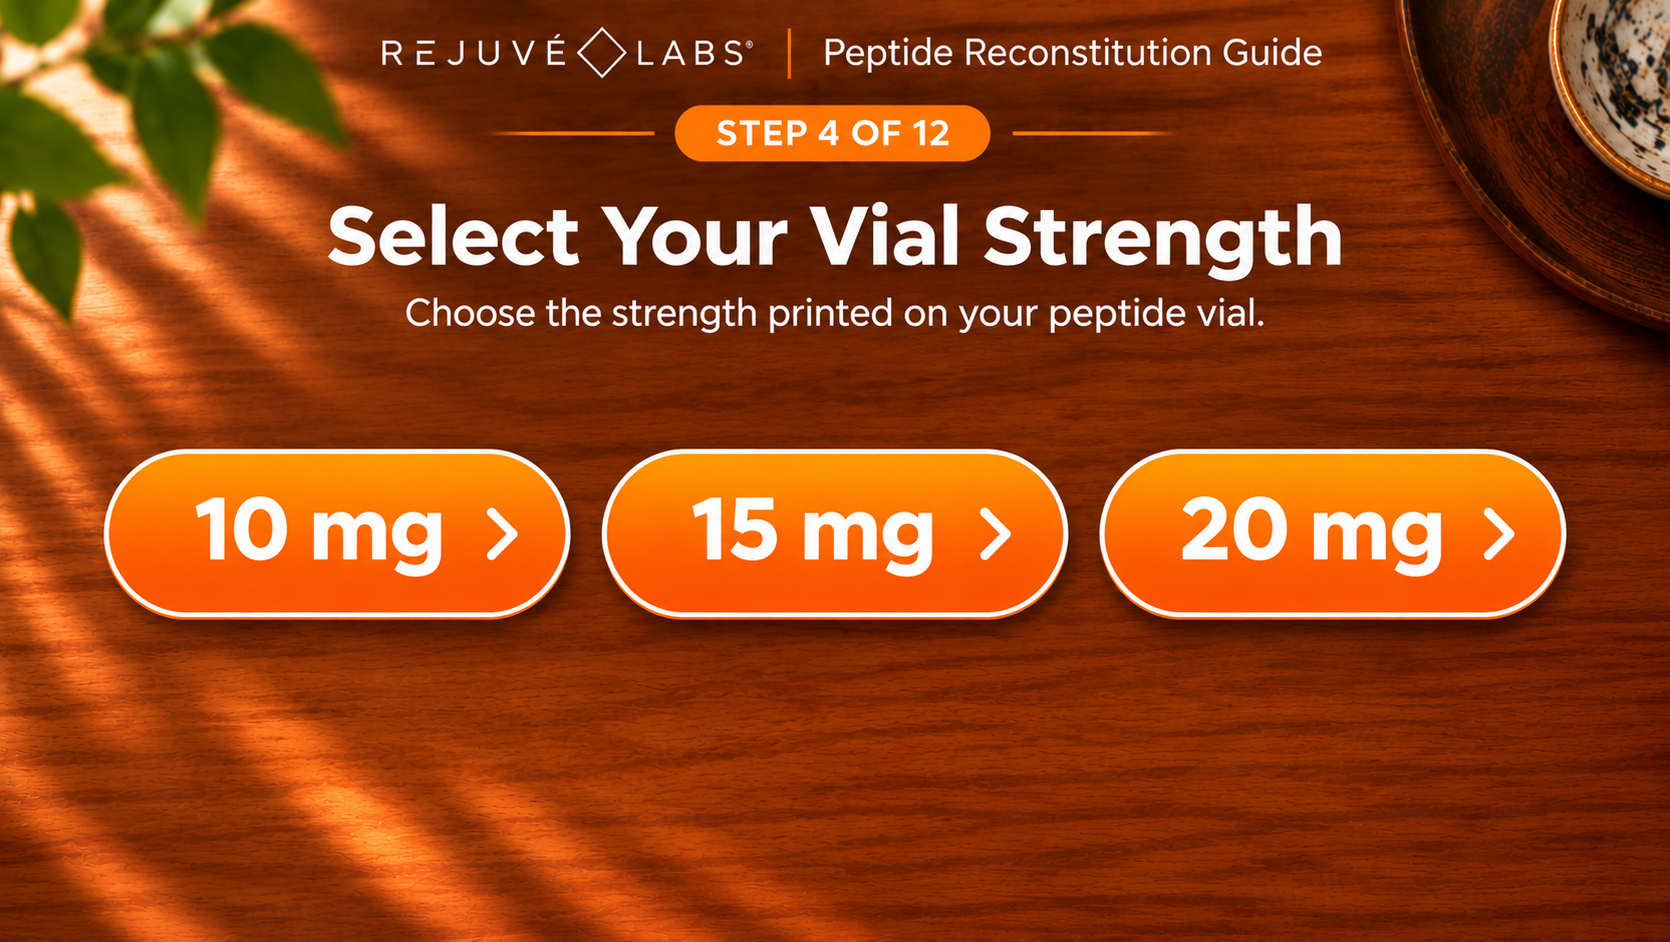 REJUVÉ LABS® | Peptide Reconstitution Guide
STEP 4 OF 12
Select Your Vial Strength
Choose the strength printed on your peptide vial.
10 mg >
15 mg >
20 mg >